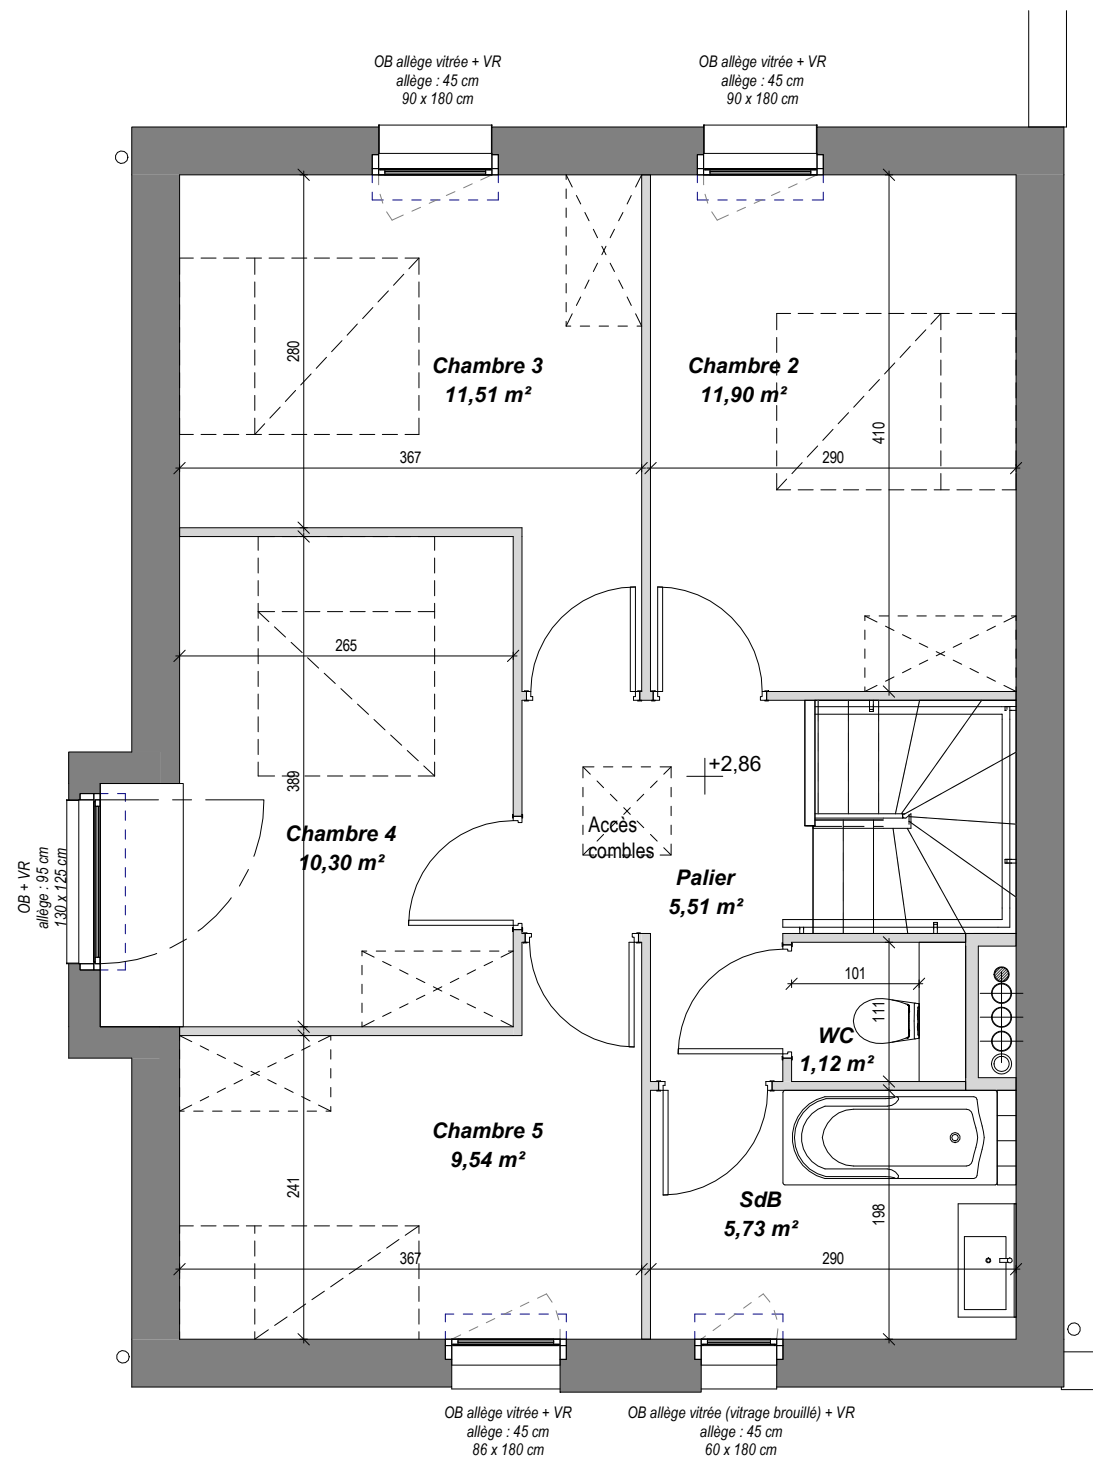 OB allège vitrée + VR
allège : 45 cm
90 x 180 cm
OB allège vitrée + VR
allège : 45 cm
90 x 180 cm
280
Chambre 3
11,51 m²
Chambre 2
11,90 m²
410
367
290
265
+2,86
389
Accès
combles
Chambre 4
10,30 m²
OB + VR
allège : 95 cm
130 x 125 cm
Palier
5,51 m²
101
111
WC
1,12 m²
Chambre 5
9,54 m²
241
SdB
5,73 m²
198
367
290
OB allège vitrée + VR
allège : 45 cm
86 x 180 cm
OB allège vitrée (vitrage brouillé) + VR
allège : 45 cm
60 x 180 cm